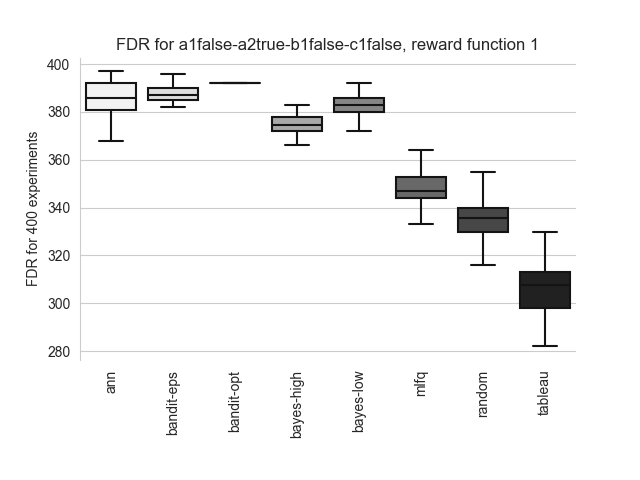 FDR for a1false-a2true-b1false-c1false, reward function 1
FDR for 400 experiments
400
380
360
340
320
300
280
ann
bandit-eps
bandit-opt
bayes-high
bayes-low
mlfq
random
tableau